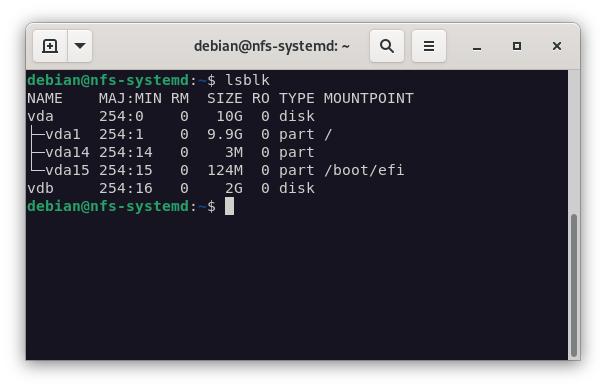 debian@nfs-systemd: ~
debian@nfs-systemd:~$ lsblk
NAME    MAJ:MIN RM  SIZE RO TYPE MOUNTPOINT
vda     254:0    0   10G  0 disk
├─vda1  254:1    0  9.9G  0 part /
├─vda14 254:14   0    3M  0 part
└─vda15 254:15   0  124M  0 part /boot/efi
vdb     254:16   0    2G  0 disk
debian@nfs-systemd:~$